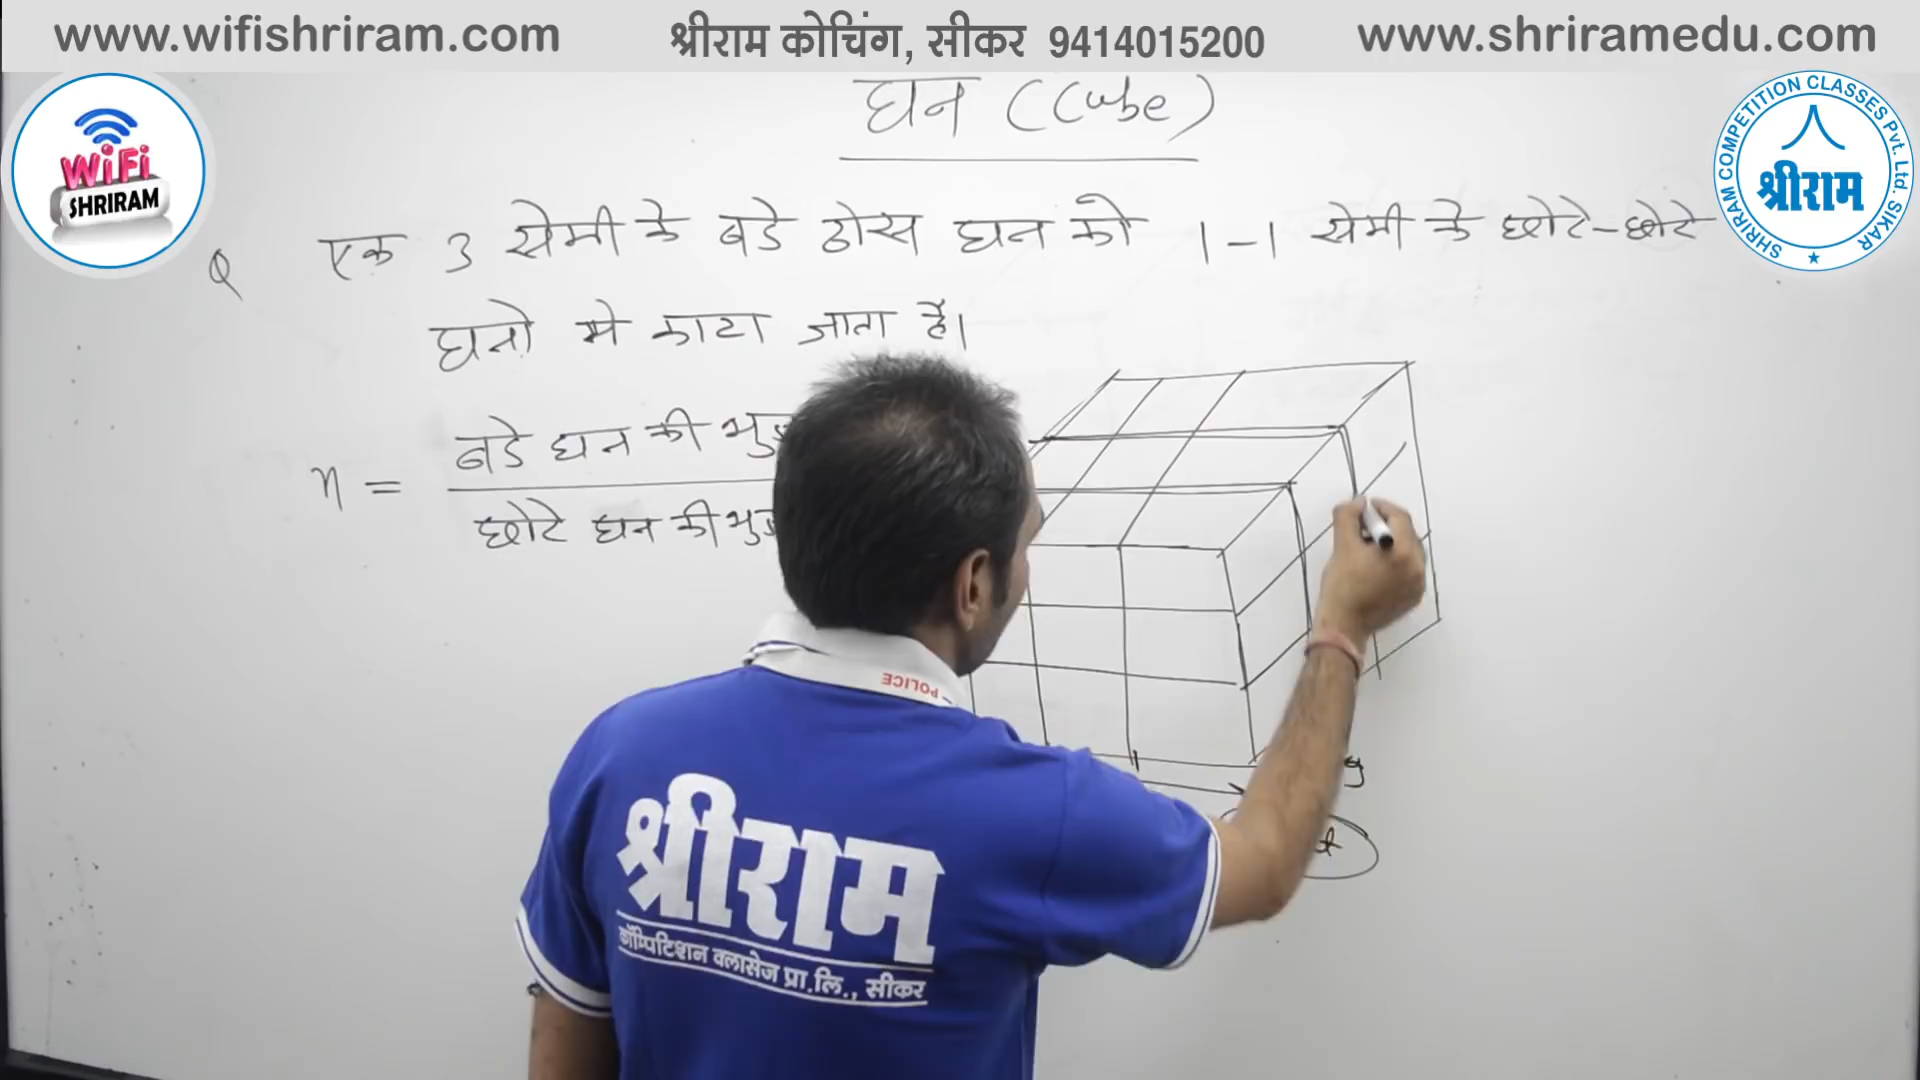 www.wifishriram.com श्रीराम कोचिंग, सीकर 9414015200 www.shriramedu.com
WiFi
SHRIRAM
SHRIRAM COMPETITION CLASSES Pvt. Ltd. SIKAR
श्रीराम
घन (Cube)
Q एक 3 सेमी के बडे ठोस घन को 1-1 सेमी के छोटे-छोटे
घनो मे काटा जाता है।
n = बडे घन की
छोटे घन की
POLICE
श्रीराम
कॉम्पिटिशन क्लासेज प्रा.लि., सीकर